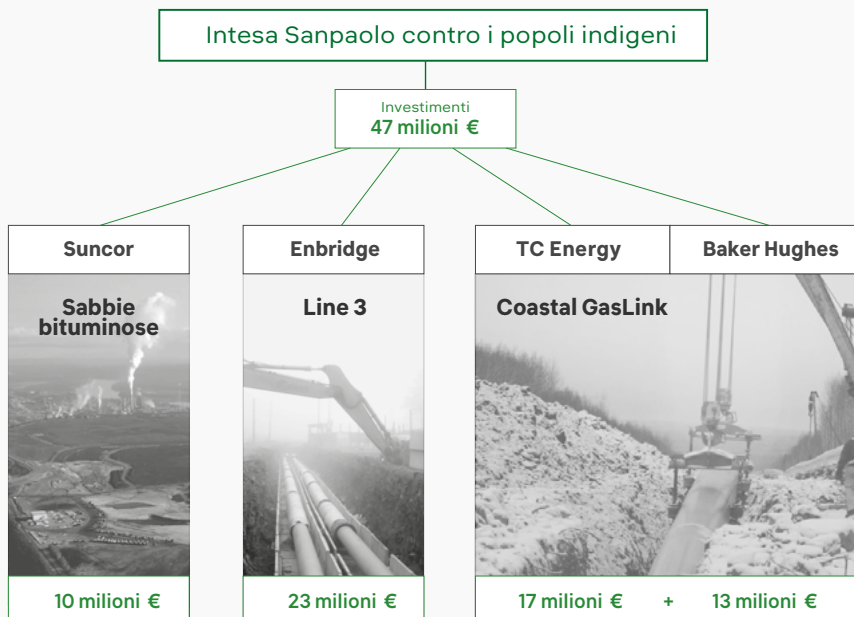 Intesa Sanpaolo contro i popoli indigeni
Investimenti
47 milioni €
Suncor
Enbridge
TC Energy
Baker Hughes
Sabbie
bituminose
Line 3
Coastal GasLink
10 milioni €
23 milioni €
17 milioni € + 13 milioni €